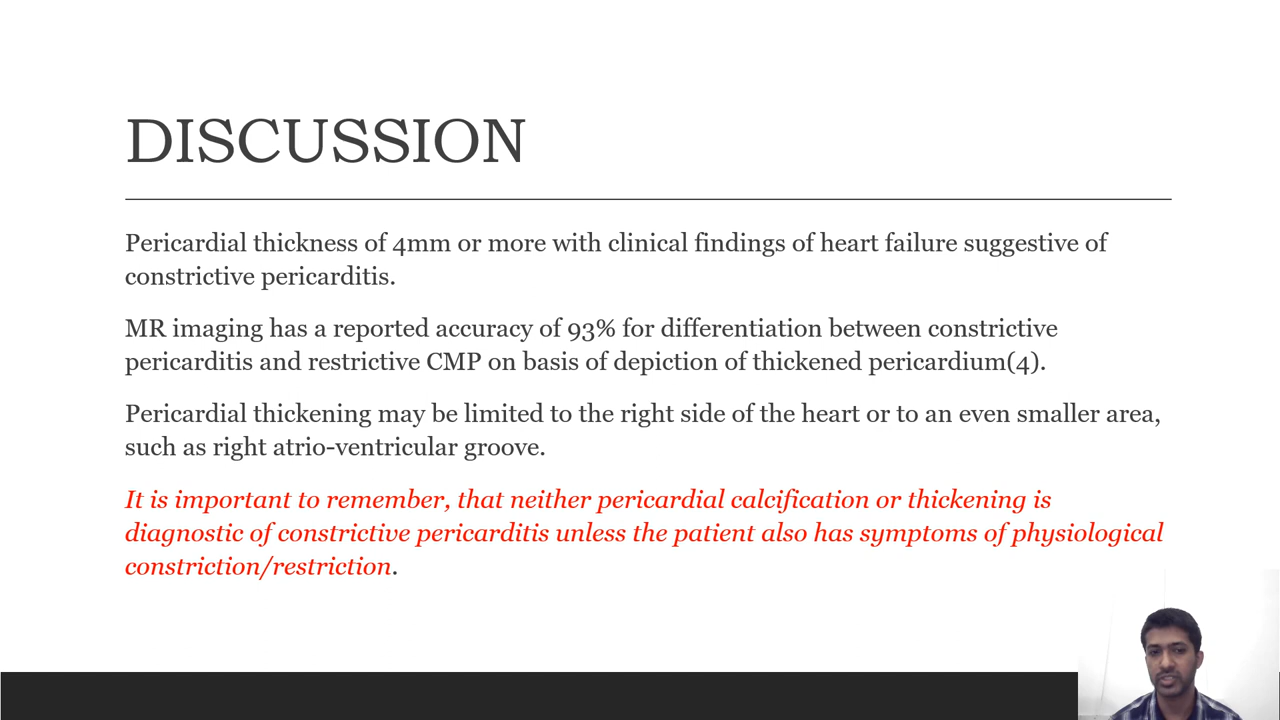 DISCUSSION
Pericardial thickness of 4mm or more with clinical findings of heart failure suggestive of
constrictive pericarditis.
MR imaging has a reported accuracy of 93% for differentiation between constrictive
pericarditis and restrictive CMP on basis of depiction of thickened pericardium(4).
Pericardial thickening may be limited to the right side of the heart or to an even smaller area,
such as right atrio-ventricular groove.
It is important to remember, that neither pericardial calcification or thickening is
diagnostic of constrictive pericarditis unless the patient also has symptoms of physiological
constriction/restriction.